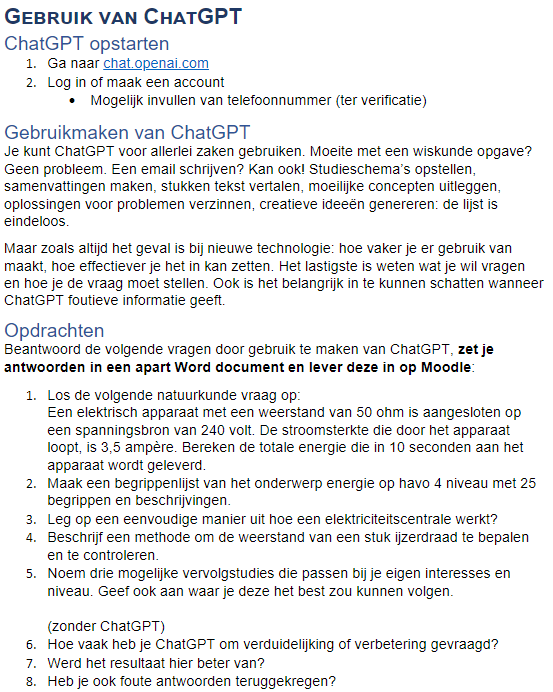 GEBRUIK VAN CHATGPT
ChatGPT opstarten
1. Ga naar chat.openai.com
2. Log in of maak een account
• Mogelijk invullen van telefoonnummer (ter verificatie)
Gebruikmaken van ChatGPT
Je kunt ChatGPT voor allerlei zaken gebruiken. Moeite met een wiskunde opgave?
Geen probleem. Een email schrijven? Kan ook! Studieschema's opstellen,
samenvattingen maken, stukken tekst vertalen, moeilijke concepten uitleggen,
oplossingen voor problemen verzinnen, creatieve ideeën genereren: de lijst is
eindeloos.
Maar zoals altijd het geval is bij nieuwe technologie: hoe vaker je er gebruik van
maakt, hoe effectiever je het in kan zetten. Het lastigste is weten wat je wil vragen
en hoe je de vraag moet stellen. Ook is het belangrijk in te kunnen schatten wanneer
ChatGPT foutieve informatie geeft.
Opdrachten
Beantwoord de volgende vragen door gebruik te maken van ChatGPT, zet je
antwoorden in een apart Word document en lever deze in op Moodle:
1. Los de volgende natuurkunde vraag op:
Een elektrisch apparaat met een weerstand van 50 ohm is aangesloten op
een spanningsbron van 240 volt. De stroomsterkte die door het apparaat
loopt, is 3,5 ampère. Bereken de totale energie die in 10 seconden aan het
apparaat wordt geleverd.
2. Maak een begrippenlijst van het onderwerp energie op havo 4 niveau met 25
begrippen en beschrijvingen.
3. Leg op een eenvoudige manier uit hoe een elektriciteitscentrale werkt?
4. Beschrijf een methode om de weerstand van een stuk ijzerdraad te bepalen
en te controleren.
5. Noem drie mogelijke vervolgstudies die passen bij je eigen interesses en
niveau. Geef ook aan waar je deze het best zou kunnen volgen.
(zonder ChatGPT)
6. Hoe vaak heb je ChatGPT om verduidelijking of verbetering gevraagd?
7. Werd het resultaat hier beter van?
8. Heb je ook foute antwoorden teruggekregen?